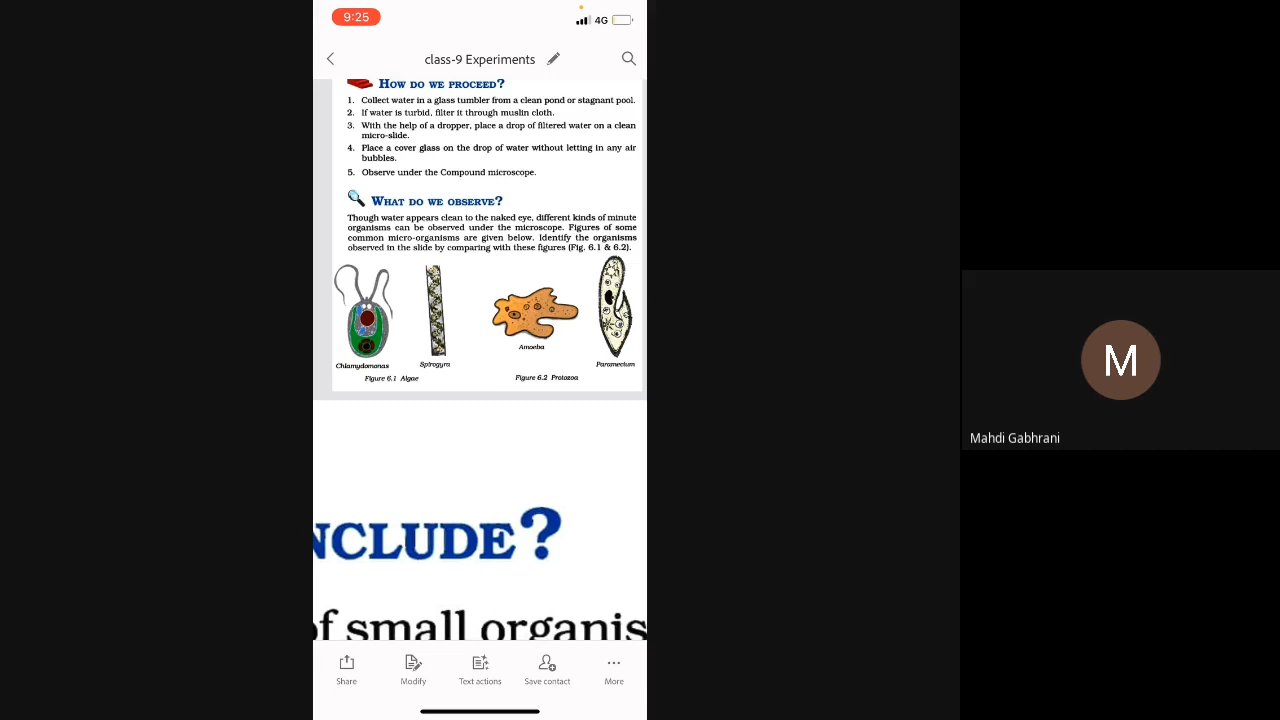 9:25
4G
class-9 Experiments
HOW DO WE PROCEED?
1. Collect water in a glass tumbler from a clean pond or stagnant pool.
2. If water is turbid, filter it through muslin cloth.
3. With the help of a dropper, place a drop of filtered water on a clean
micro-slide.
4. Place a cover glass on the drop of water without letting in any air
bubbles.
5. Observe under the Compound microscope.
WHAT DO WE OBSERVE?
Though water appears clean to the naked eye, different kinds of minute
organisms can be observed under the microscope. Figures of some
common micro-organisms are given below. Identify the organisms
observed in the slide by comparing with these figures (Fig. 6.1 & 6.2).
Chlamydomonas
Spirogyra
Amoeba
Paramecium
Figure 6.1 Algae
Figure 6.2 Protozoa
NCLUDE?
of small organis
Share
Modify
Text actions
Save contact
More
M
Mahdi Gabhrani